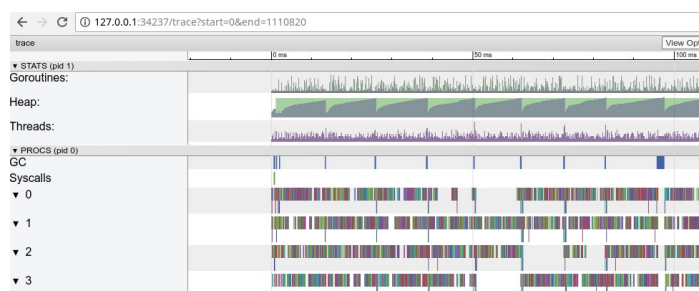 127.0.0.1:34237/trace?start=0&end=1110820
trace
View Opt
0 ms
50 ms
100 ms
▾ STATS (pid 1)
Goroutines:
Heap:
Threads:
▾ PROCS (pid 0)
GC
Syscalls
▾ 0
▾ 1
▾ 2
▾ 3